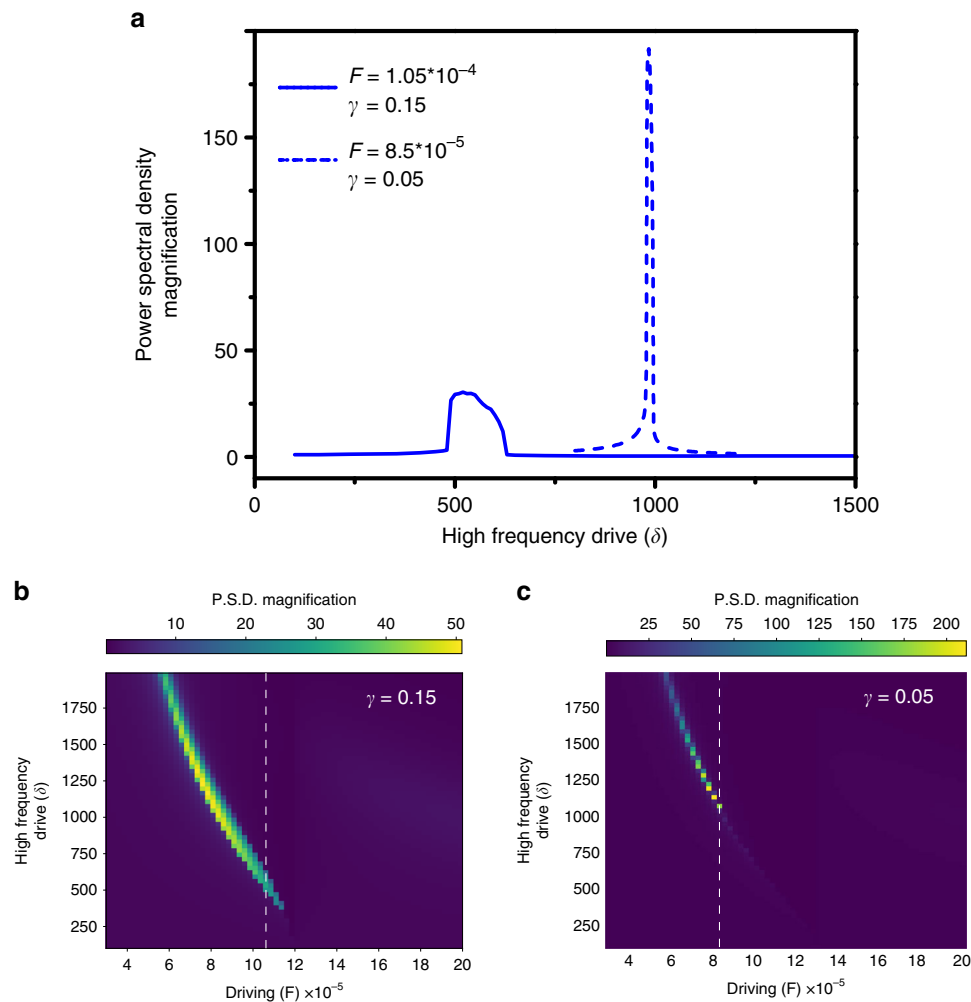 a
F = 1.05*10⁻⁴
γ = 0.15
F = 8.5*10⁻⁵
γ = 0.05
Power spectral density
magnification
175
150
125
100
75
50
25
0
0
500
1000
1500
High frequency drive (δ)
b
P.S.D. magnification
10
20
30
40
50
γ = 0.15
High frequency
drive (δ)
1750
1500
1250
1000
750
500
250
4
6
8
10
12
14
16
18
20
Driving (F) ×10⁻⁵
c
P.S.D. magnification
25
50
75
100
125
150
175
200
γ = 0.05
High frequency
drive (δ)
1750
1500
1250
1000
750
500
250
4
6
8
10
12
14
16
18
20
Driving (F) ×10⁻⁵